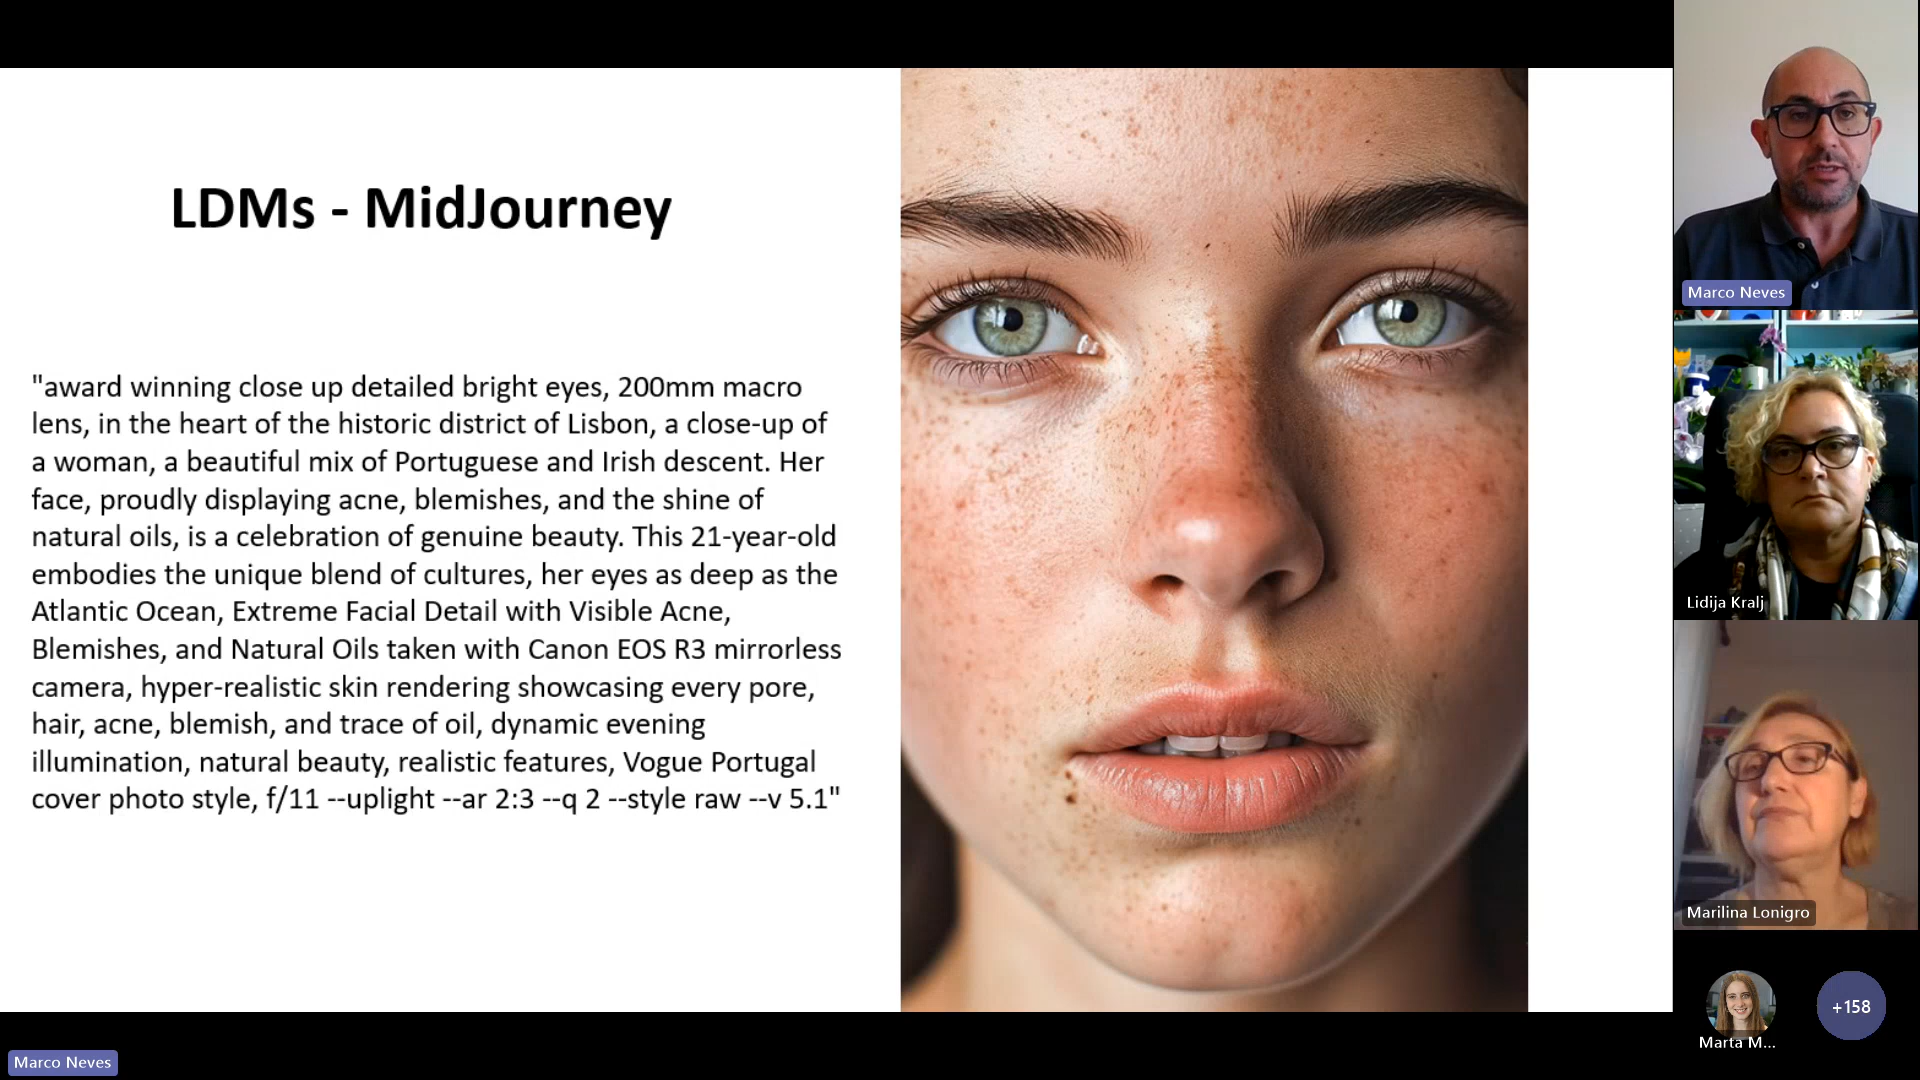 LDMs - MidJourney
"award winning close up detailed bright eyes, 200mm macro
lens, in the heart of the historic district of Lisbon, a close-up of
a woman, a beautiful mix of Portuguese and Irish descent. Her
face, proudly displaying acne, blemishes, and the shine of
natural oils, is a celebration of genuine beauty. This 21-year-old
embodies the unique blend of cultures, her eyes as deep as the
Atlantic Ocean, Extreme Facial Detail with Visible Acne,
Blemishes, and Natural Oils taken with Canon EOS R3 mirrorless
camera, hyper-realistic skin rendering showcasing every pore,
hair, acne, blemish, and trace of oil, dynamic evening
illumination, natural beauty, realistic features, Vogue Portugal
cover photo style, f/11 --uplight --ar 2:3 --q 2 --style raw --v 5.1"
Marco Neves
Lidija Kralj
Marilina Lonigro
Marta M...
+158
Marco Neves